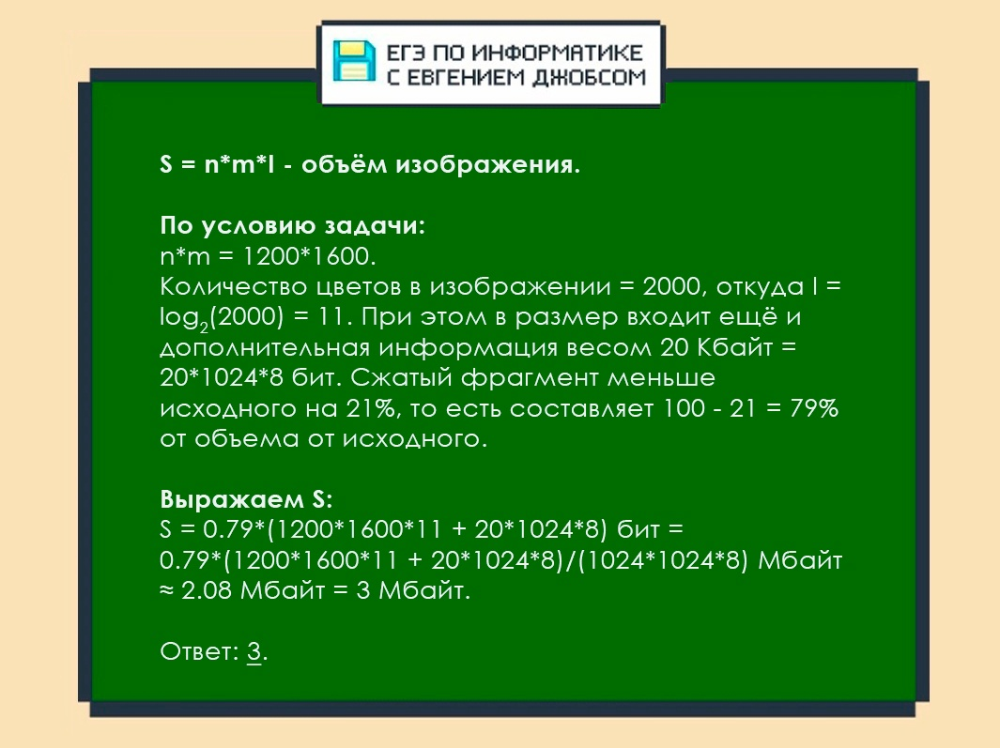 ЕГЭ ПО ИНФОРМАТИКЕ
С ЕВГЕНИЕМ ДЖОБСОМ
S = n*m*I - объём изображения.
По условию задачи:
n*m = 1200*1600.
Количество цветов в изображении = 2000, откуда I =
log₂(2000) = 11. При этом в размер входит ещё и
дополнительная информация весом 20 Кбайт =
20*1024*8 бит. Сжатый фрагмент меньше
исходного на 21%, то есть составляет 100 - 21 = 79%
от объема от исходного.
Выражаем S:
S = 0.79*(1200*1600*11 + 20*1024*8) бит =
0.79*(1200*1600*11 + 20*1024*8)/(1024*1024*8) Мбайт
≈ 2.08 Мбайт = 3 Мбайт.
Ответ: 3.